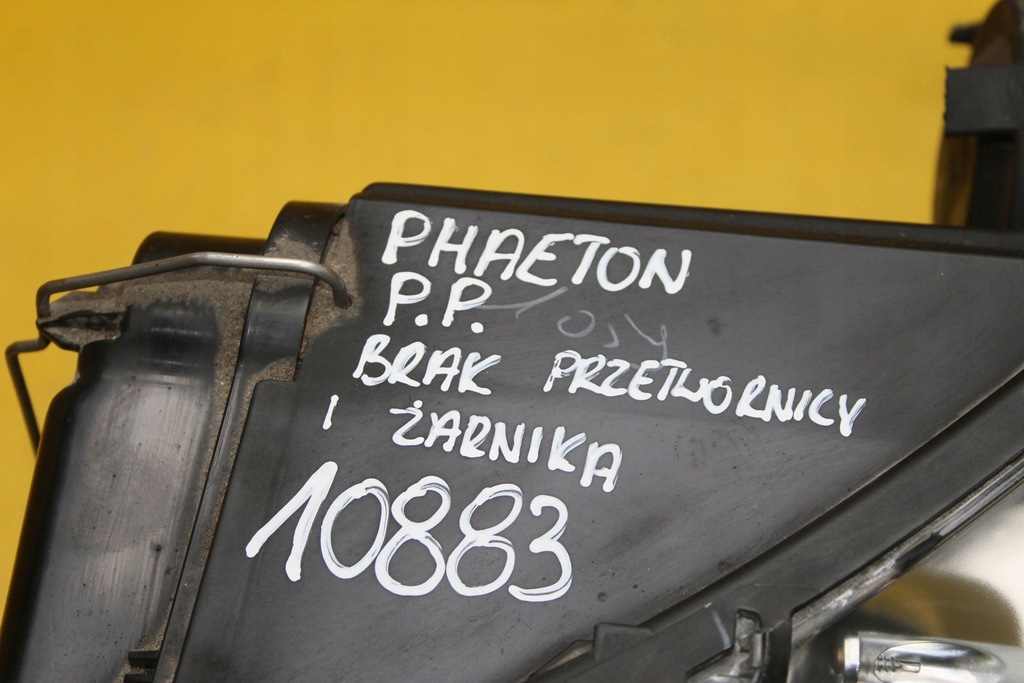 PHAETON
P.P.
BRAK PRZETWORNICY
I ŻARNIKA
10883